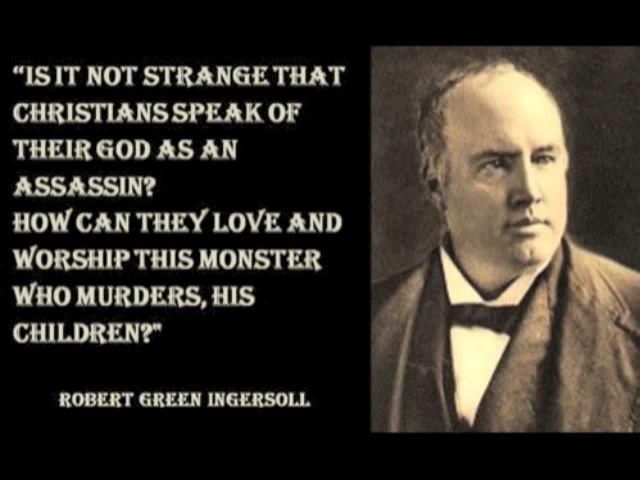 “IS IT NOT STRANGE THAT
CHRISTIANS SPEAK OF
THEIR GOD AS AN
ASSASSIN?
HOW CAN THEY LOVE AND
WORSHIP THIS MONSTER
WHO MURDERS, HIS
CHILDREN?"
ROBERT GREEN INGERSOLL